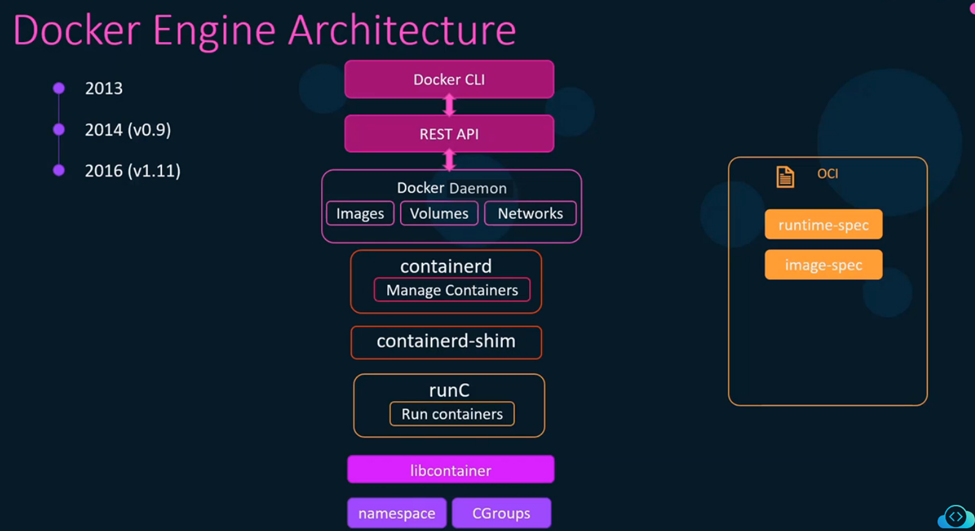 Docker Engine Architecture
2013
2014 (v0.9)
2016 (v1.11)
Docker CLI
REST API
Docker Daemon
Images
Volumes
Networks
containerd
Manage Containers
containerd-shim
runC
Run containers
libcontainer
namespace
CGroups
OCI
runtime-spec
image-spec